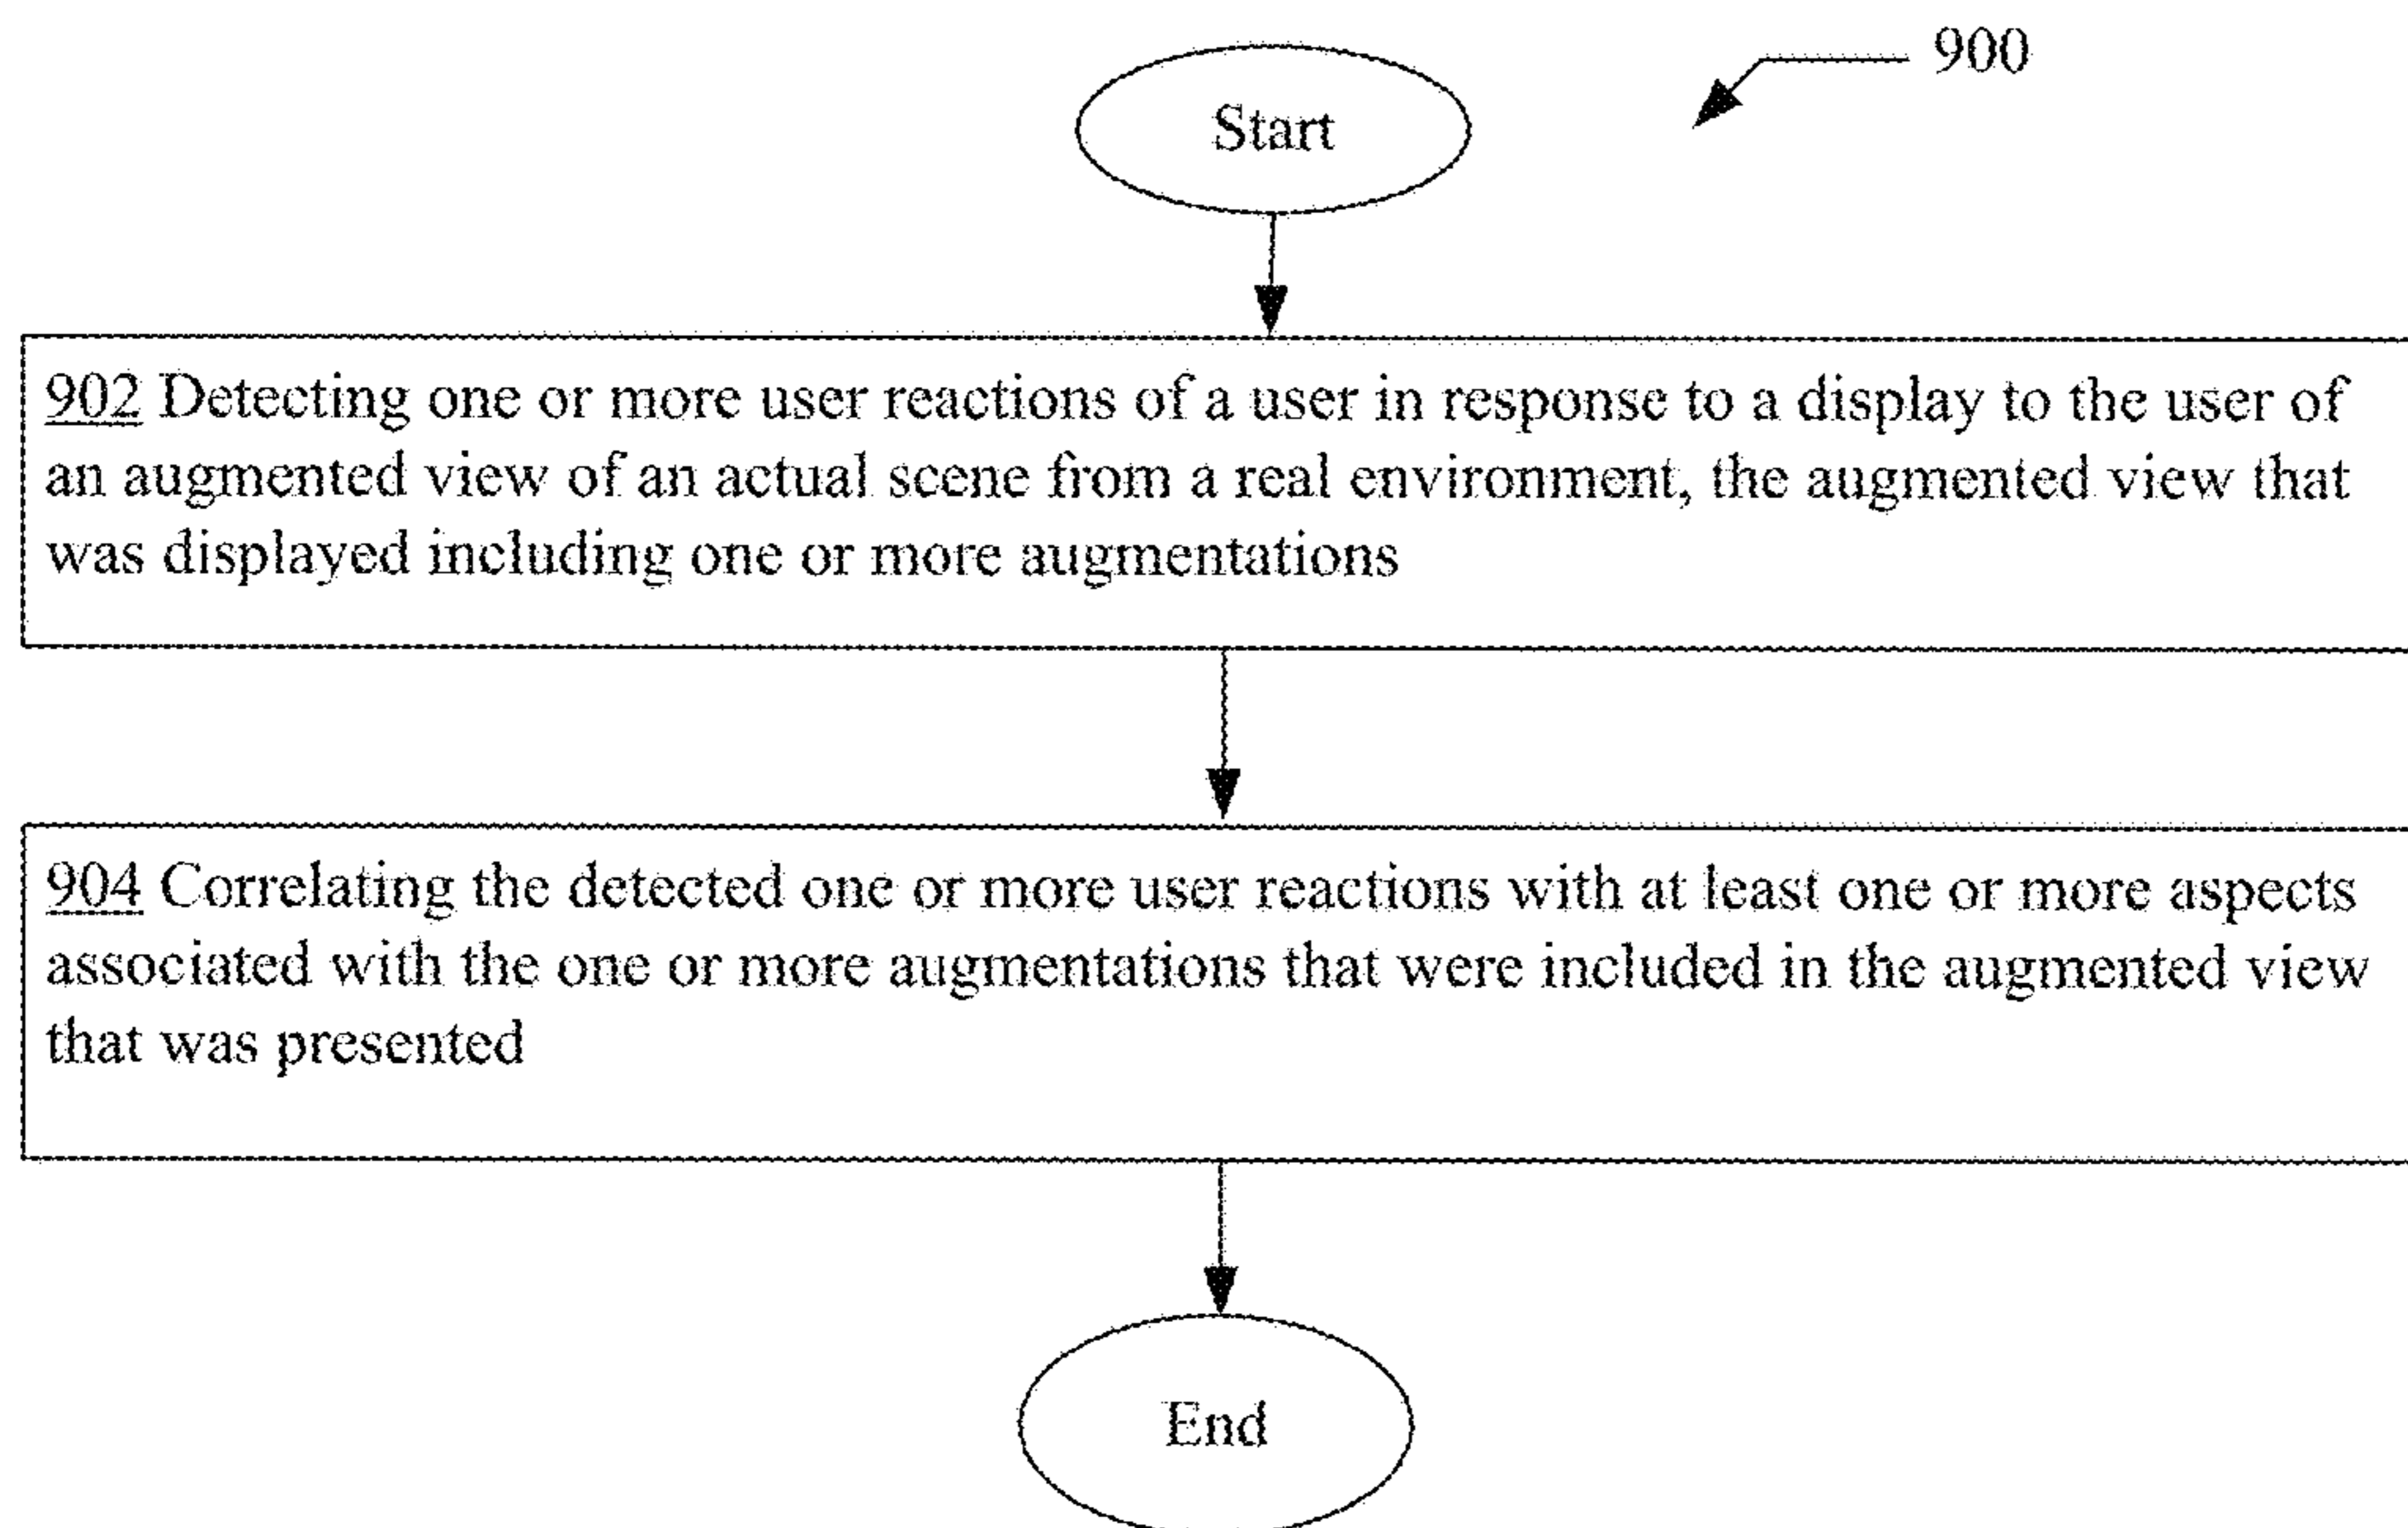 900
Start
902 Detecting one or more user reactions of a user in response to a display to the user of
an augmented view of an actual scene from a real environment, the augmented view that
was displayed including one or more augmentations
904 Correlating the detected one or more user reactions with at least one or more aspects
associated with the one or more augmentations that were included in the augmented view
that was presented
End